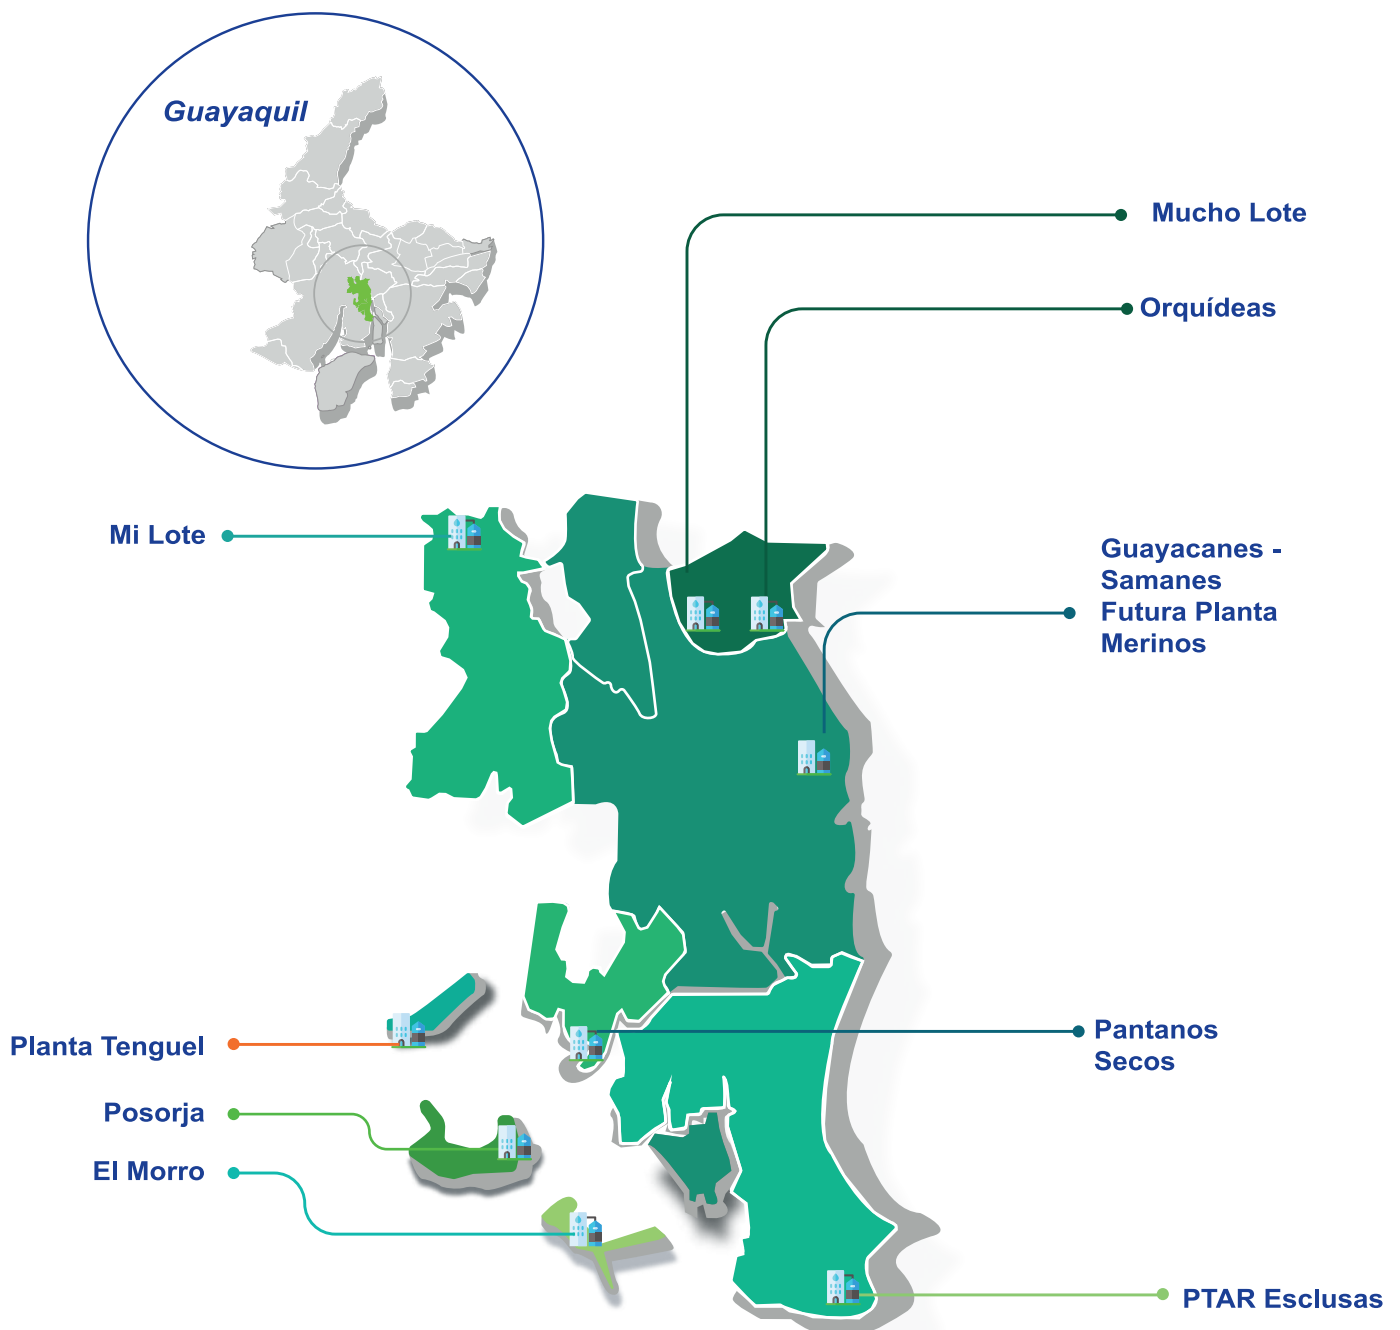 Guayaquil
Mucho Lote
Orquídeas
Mi Lote
Guayacanes -
Samanes
Futura Planta
Merinos
Planta Tenguel
Pantanos
Secos
Posorja
El Morro
PTAR Esclusas